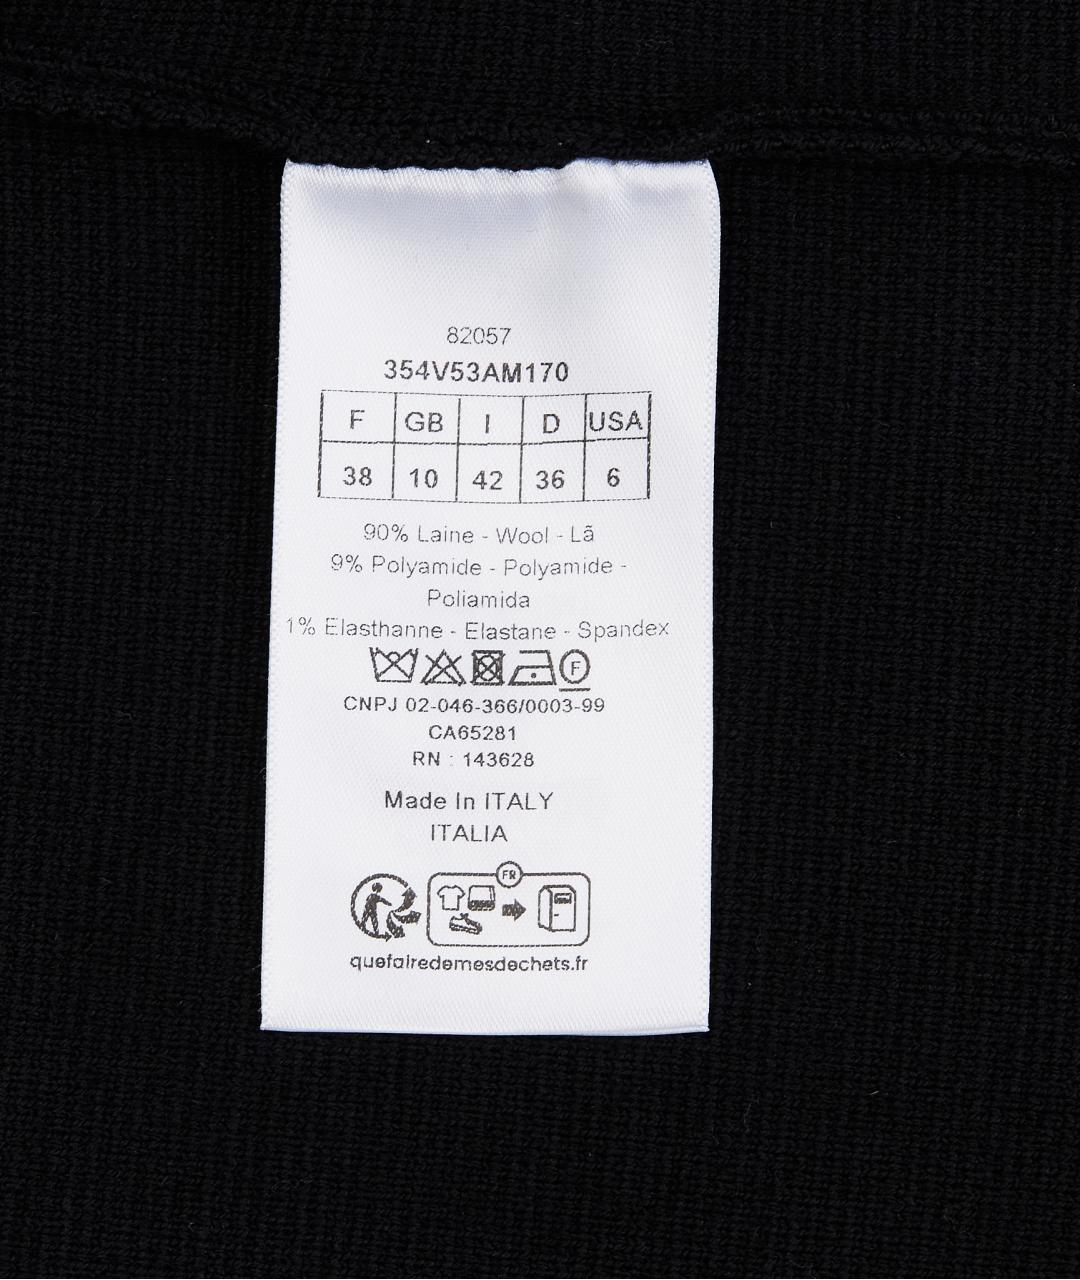 82057
354V53AM170
F GB I D USA
38 10 42 36 6
90% Laine - Wool - Lã
9% Polyamide - Polyamide -
Poliamida
1% Elasthanne - Elastane - Spandex
F
CNPJ 02-046-366/0003-99
CA65281
RN : 143628
Made In ITALY
ITALIA
FR
quefairedemesdechets.fr